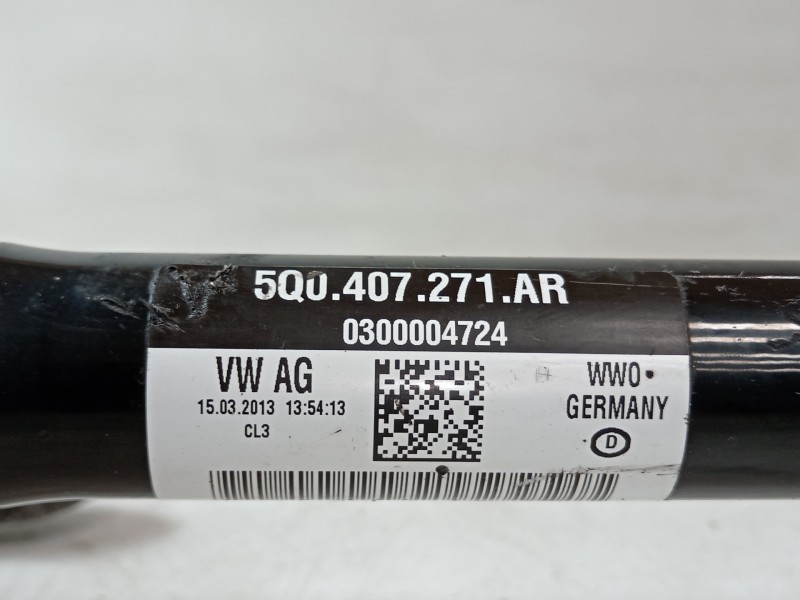 5Q0.407.271.AR
0300004724
VW AG
15.03.2013 13:54:13
CL3
WWO
GERMANY
D